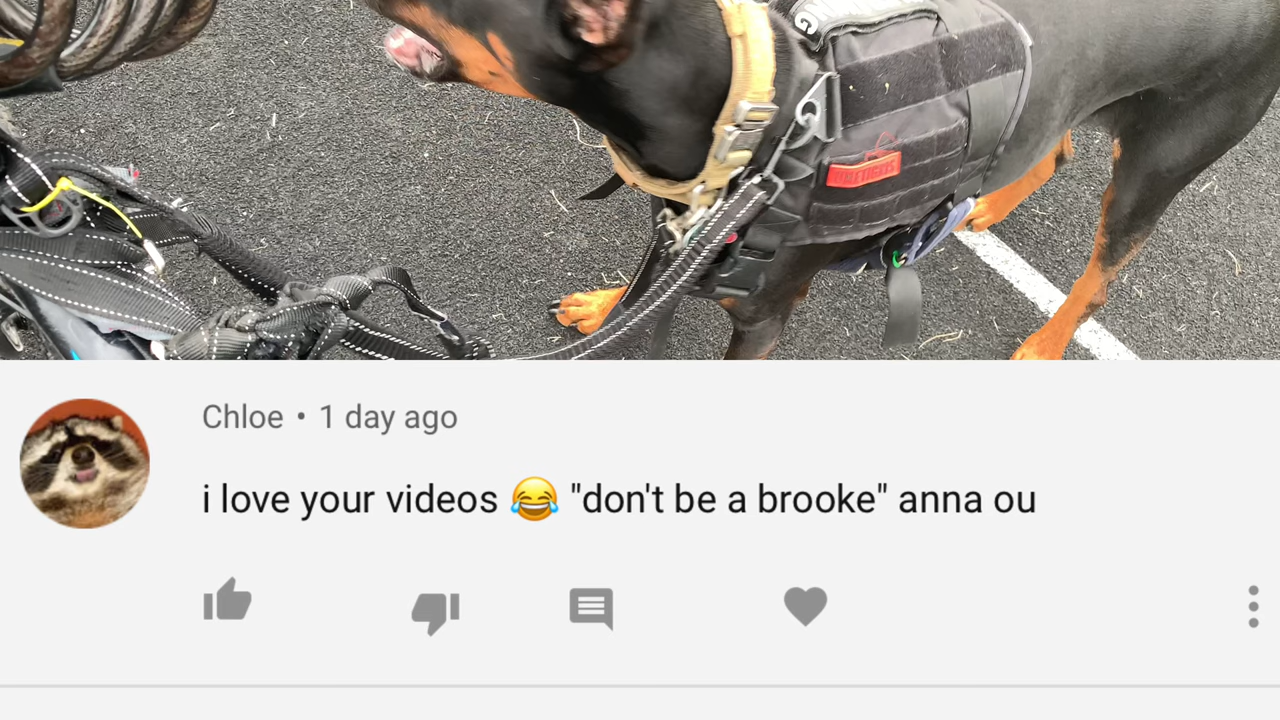 Chloe • 1 day ago
i love your videos 😂 "don't be a brooke" anna ou